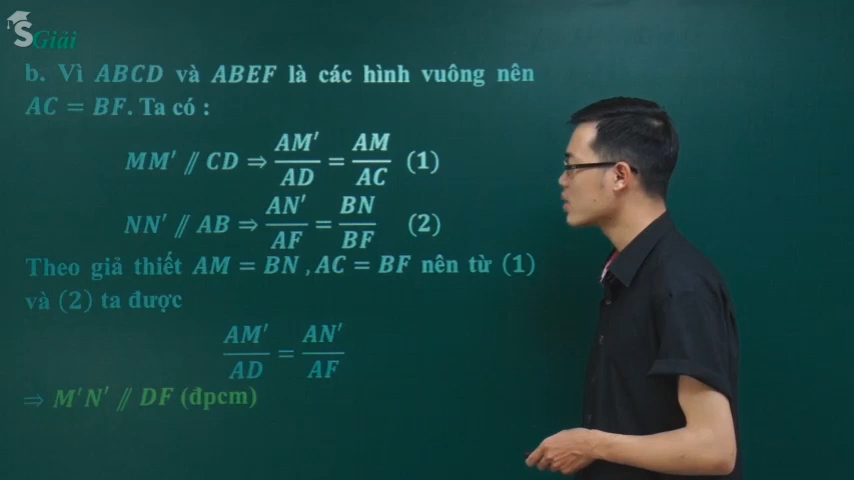 Giải
b. Vì ABCD và ABEF là các hình vuông nên
AC = BF. Ta có :
MM′ ∥ CD ⇒ AM′/AD = AM/AC (1)
NN′ ∥ AB ⇒ AN′/AF = BN/BF (2)
Theo giả thiết AM = BN , AC = BF nên từ (1)
và (2) ta được
AM′/AD = AN′/AF
⇒ M′N′ ∥ DF (đpcm)